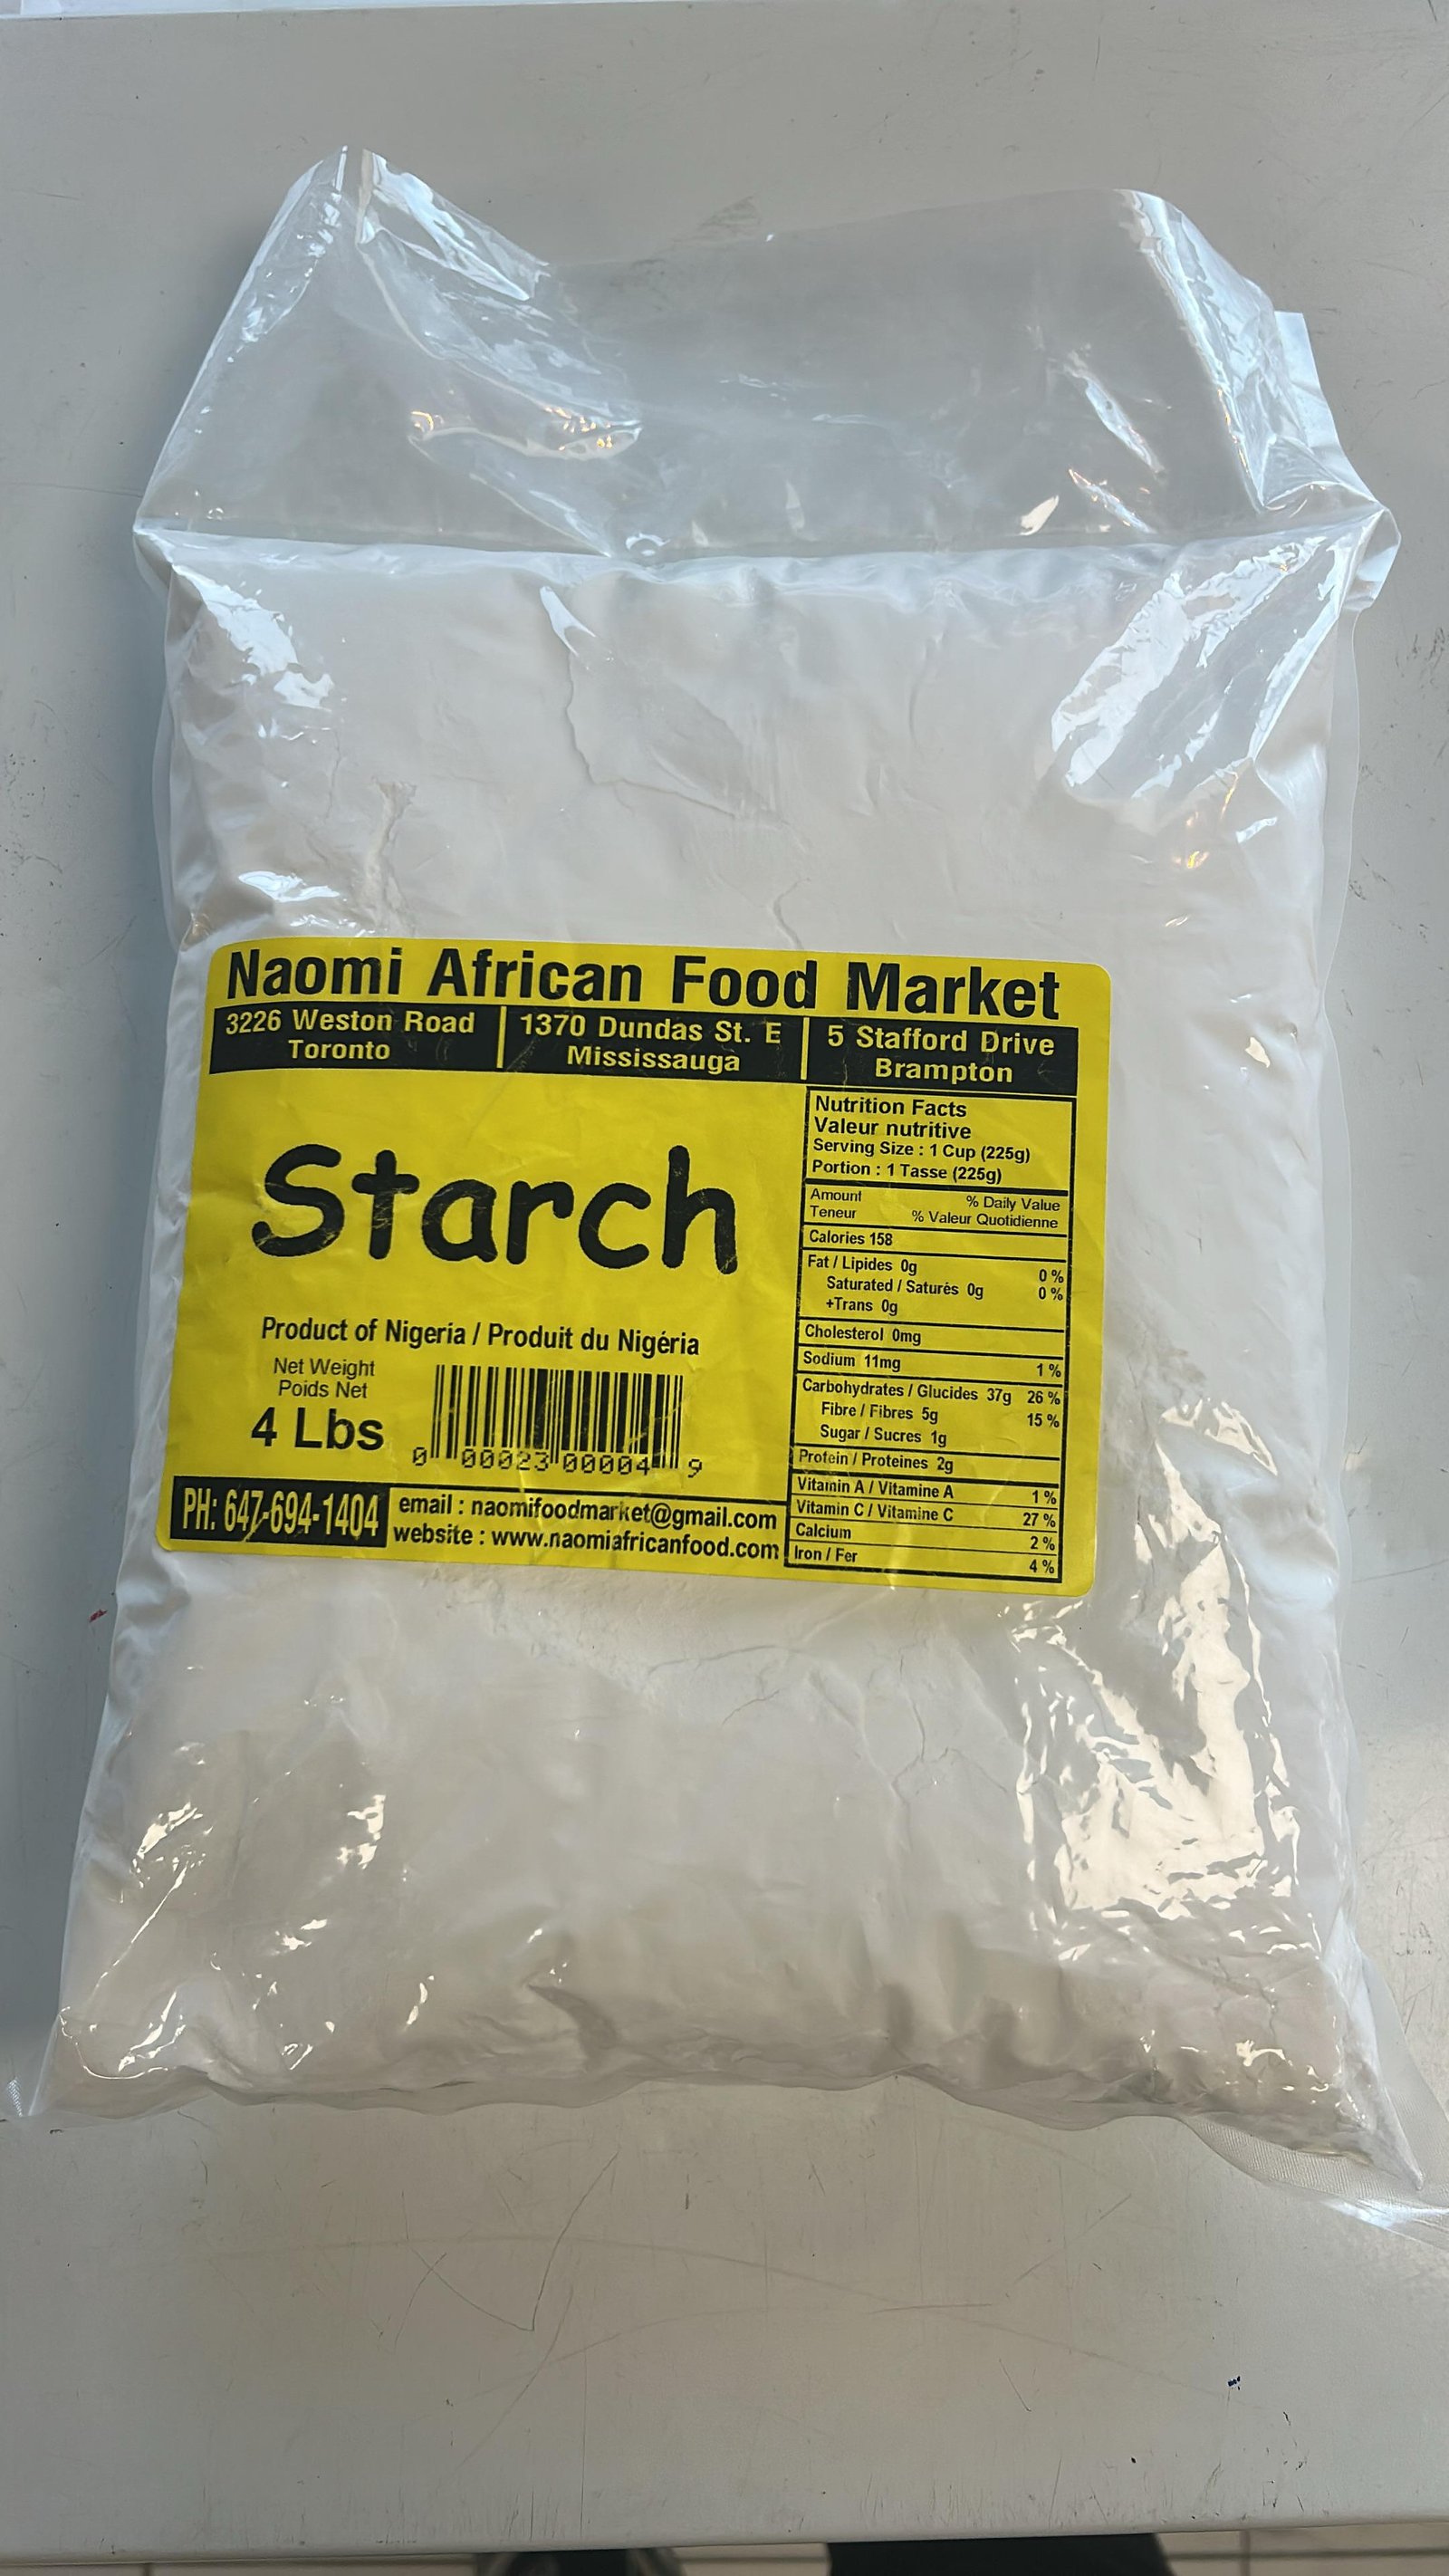 Naomi African Food Market
3226 Weston Road
Toronto
1370 Dundas St. E
Mississauga
5 Stafford Drive
Brampton
Starch
Product of Nigeria / Produit du Nigéria
Net Weight
Poids Net
4 Lbs
0 00023 00004 9
PH: 647-694-1404
email : naomifoodmarket@gmail.com
website : www.naomiafricanfood.com
Nutrition Facts
Valeur nutritive
Serving Size : 1 Cup (225g)
Portion : 1 Tasse (225g)
Amount % Daily Value
Teneur % Valeur Quotidienne
Calories 158
Fat / Lipides 0g 0 %
Saturated / Saturés 0g 0 %
+Trans 0g
Cholesterol 0mg
Sodium 11mg 1 %
Carbohydrates / Glucides 37g 26 %
Fibre / Fibres 5g 15 %
Sugar / Sucres 1g
Protein / Proteines 2g
Vitamin A / Vitamine A 1 %
Vitamin C / Vitamine C 27 %
Calcium 2 %
Iron / Fer 4 %